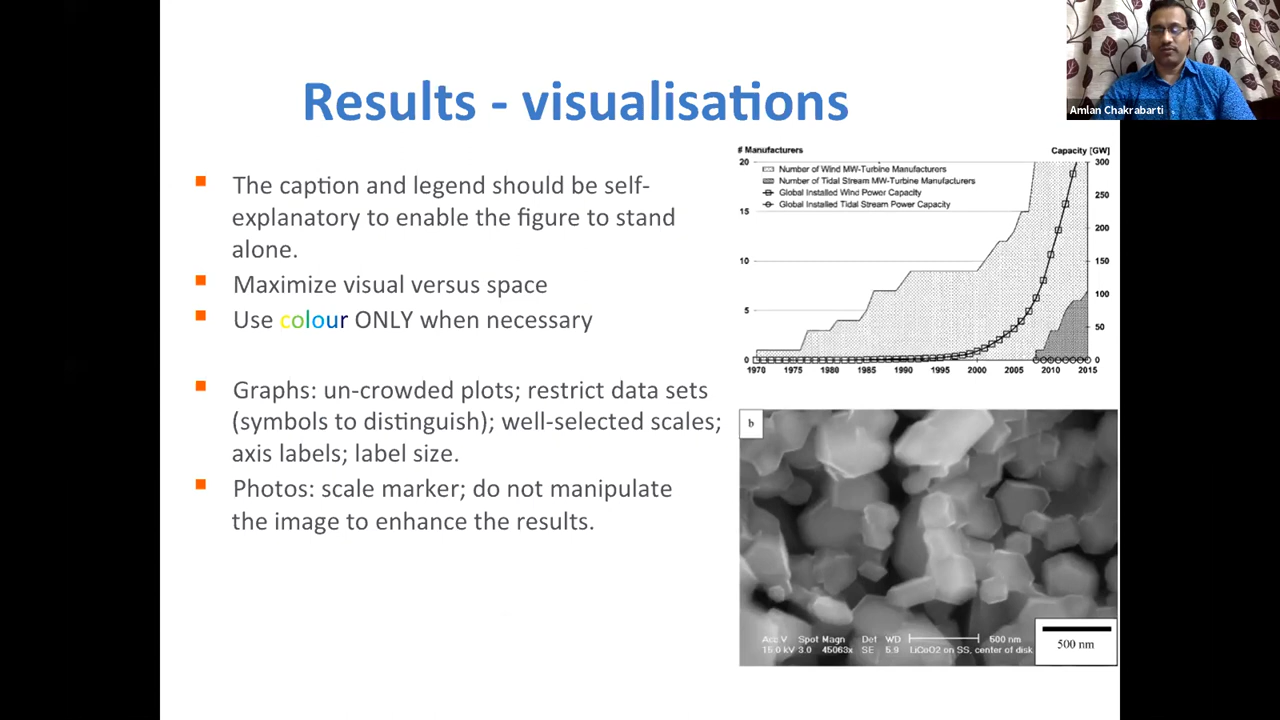 Results - visualisations
Amlan Chakrabarti
The caption and legend should be self-
explanatory to enable the figure to stand
alone.
Maximize visual versus space
Use colour ONLY when necessary
Graphs: un-crowded plots; restrict data sets
(symbols to distinguish); well-selected scales;
axis labels; label size.
Photos: scale marker; do not manipulate
the image to enhance the results.
# Manufacturers
Capacity [GW]
Number of Wind MW-Turbine Manufacturers
Number of Tidal Stream MW-Turbine Manufacturers
Global Installed Wind Power Capacity
Global Installed Tidal Stream Power Capacity
20
15
10
5
0
300
250
200
150
100
50
0
1970 1975 1980 1985 1990 1995 2000 2005 2010 2015
b
Acc.V Spot Magn Det WD 500 nm
15.0 kV 3.0 45063x SE 5.9 LiCoO2 on SS, center of disk
500 nm